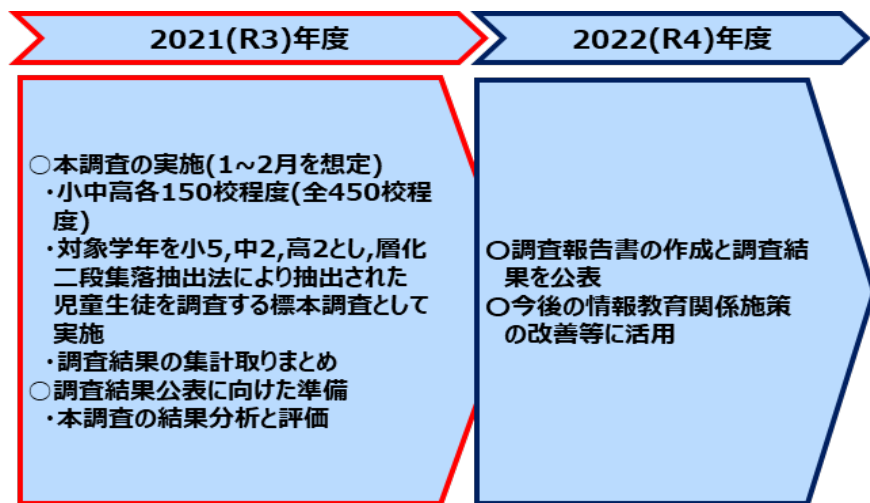 2021(R3)年度
○本調査の実施(1~2月を想定)
・小中高各150校程度(全450校程
度)
・対象学年を小5,中2,高2とし,層化
二段集落抽出法により抽出された
児童生徒を調査する標本調査として
実施
・調査結果の集計取りまとめ
○調査結果公表に向けた準備
・本調査の結果分析と評価
2022(R4)年度
○調査報告書の作成と調査結
果を公表
○今後の情報教育関係施策
の改善等に活用